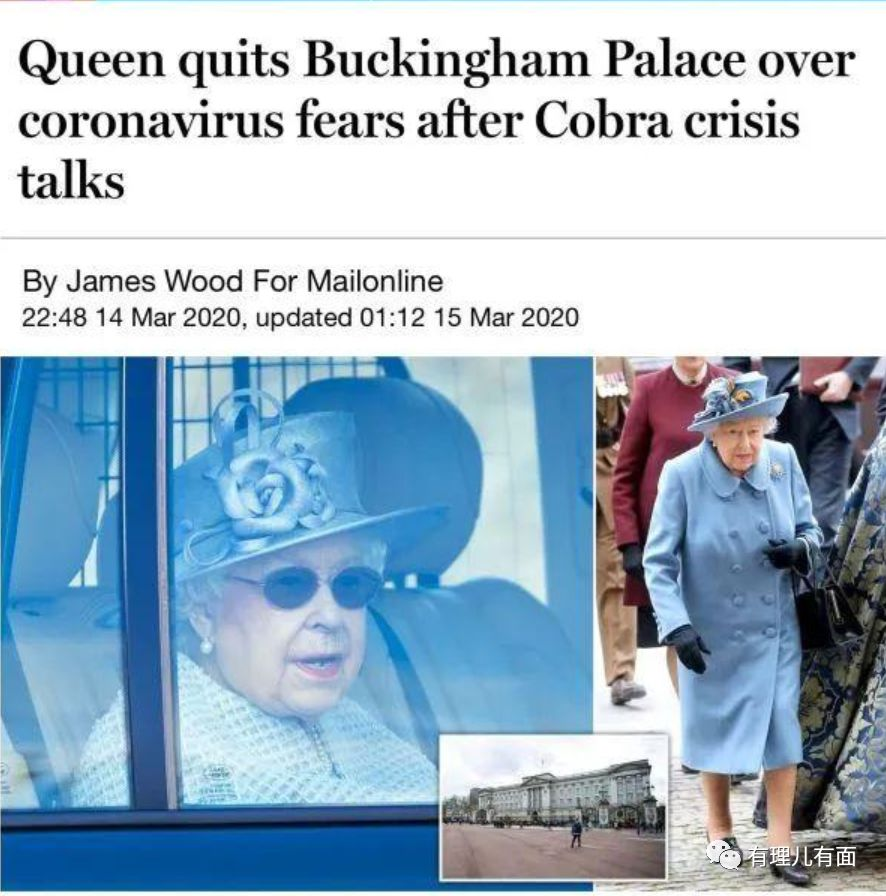 Queen quits Buckingham Palace over
coronavirus fears after Cobra crisis
talks
By James Wood For Mailonline
22:48 14 Mar 2020, updated 01:12 15 Mar 2020
有理儿有面